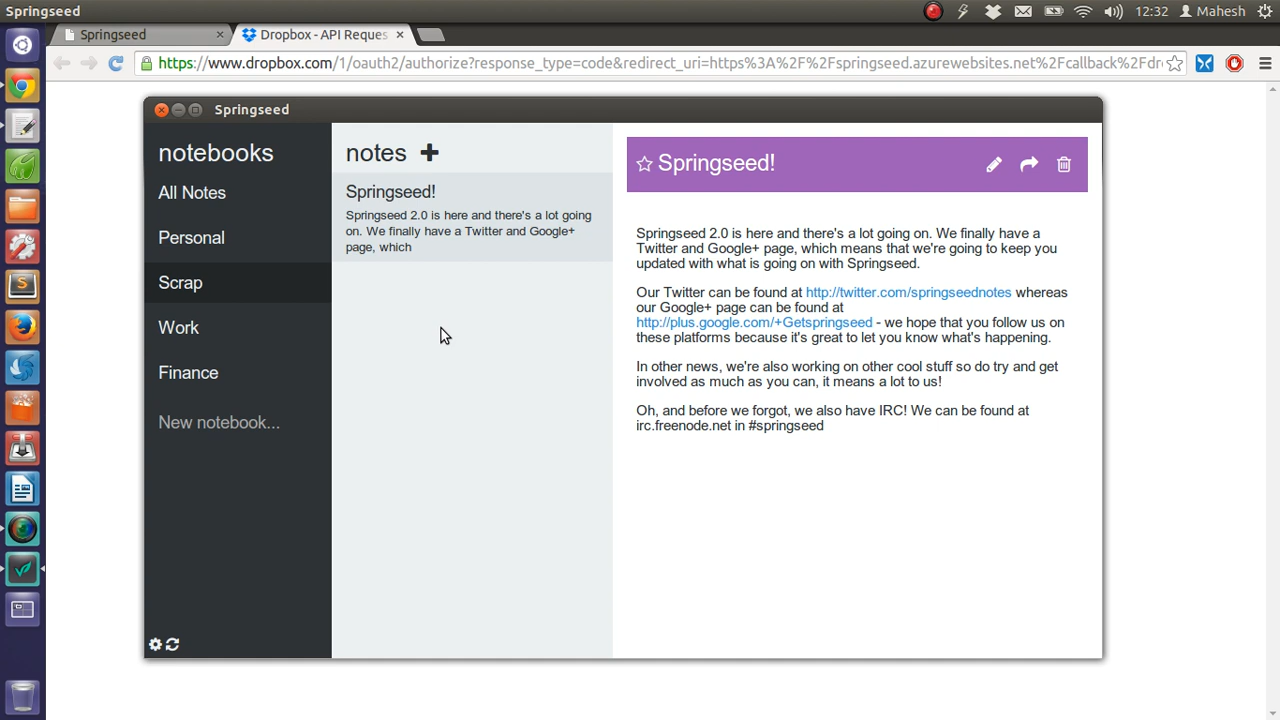 Springseed
12:32 Mahesh
Springseed
Dropbox - API Reques
https://www.dropbox.com/1/oauth2/authorize?response_type=code&redirect_uri=https%3A%2F%2Fspringseed.azurewebsites.net%2Fcallback%2Fdr
Springseed
notebooks
All Notes
Personal
Scrap
Work
Finance
New notebook...
notes
Springseed!
Springseed 2.0 is here and there's a lot going
on. We finally have a Twitter and Google+
page, which
Springseed!
Springseed 2.0 is here and there's a lot going on. We finally have a
Twitter and Google+ page, which means that we're going to keep you
updated with what is going on with Springseed.
Our Twitter can be found at http://twitter.com/springseednotes whereas
our Google+ page can be found at
http://plus.google.com/+Getspringseed - we hope that you follow us on
these platforms because it's great to let you know what's happening.
In other news, we're also working on other cool stuff so do try and get
involved as much as you can, it means a lot to us!
Oh, and before we forgot, we also have IRC! We can be found at
irc.freenode.net in #springseed